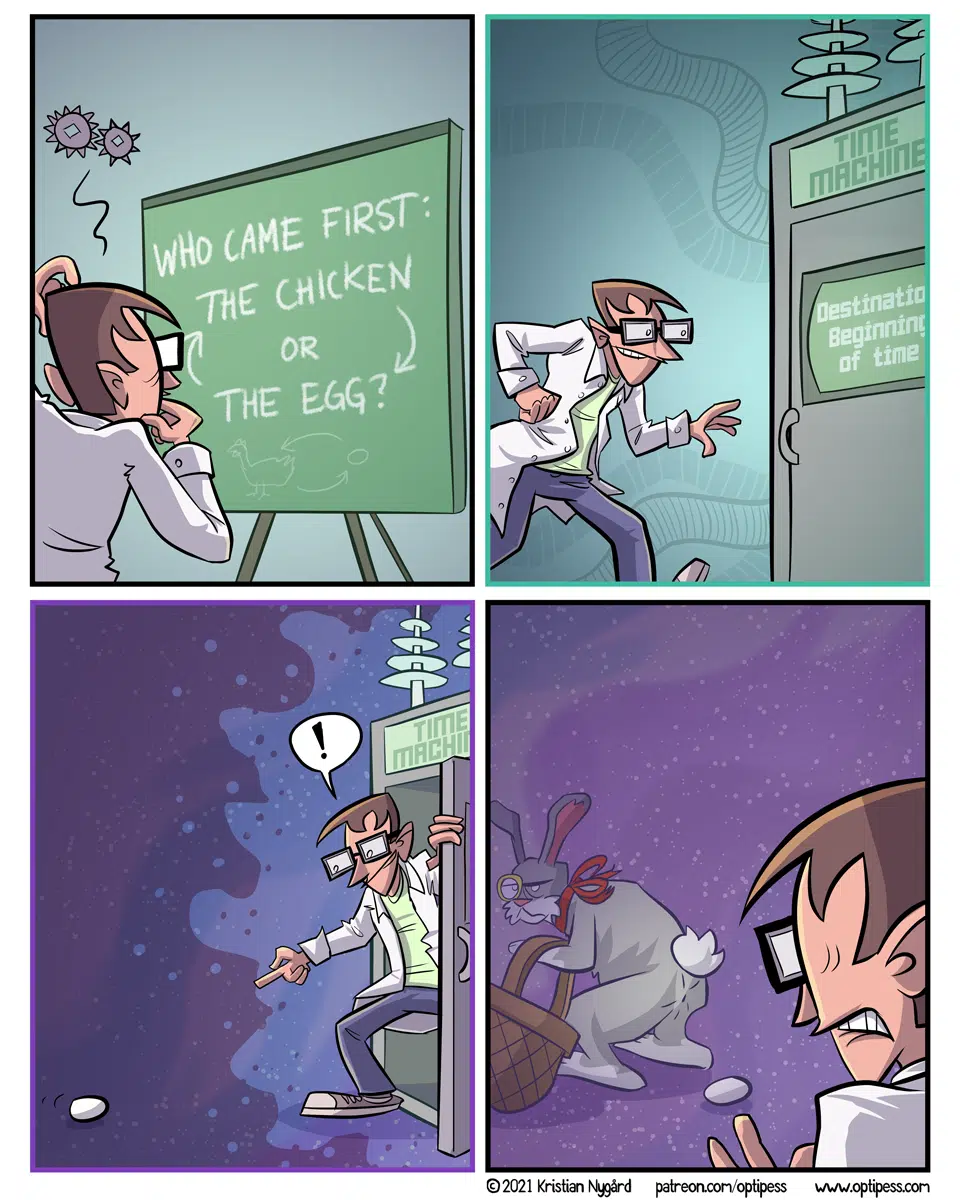 WHO CAME FIRST:
THE CHICKEN
OR
THE EGG?
TIME
MACHINE
Destinatio
Beginning
of time
!
TIME
MACHI
© 2021 Kristian Nygård patreon.com/optipess www.optipess.com